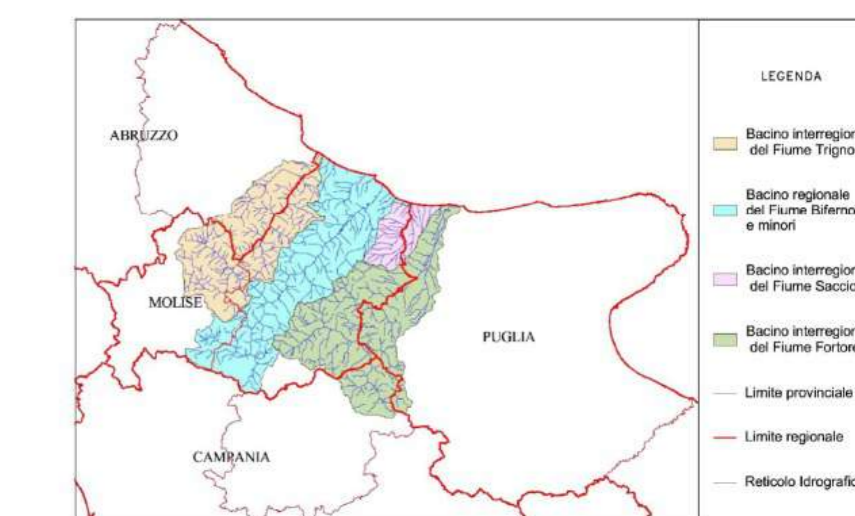 ABRUZZO
MOLISE
PUGLIA
CAMPANIA
LEGENDA
Bacino interregion
del Fiume Trigno
Bacino regionale
del Fiume Biferno
e minori
Bacino interregion
del Fiume Saccio
Bacino interregion
del Fiume Fortore
Limite provinciale
Limite regionale
Reticolo Idrografic